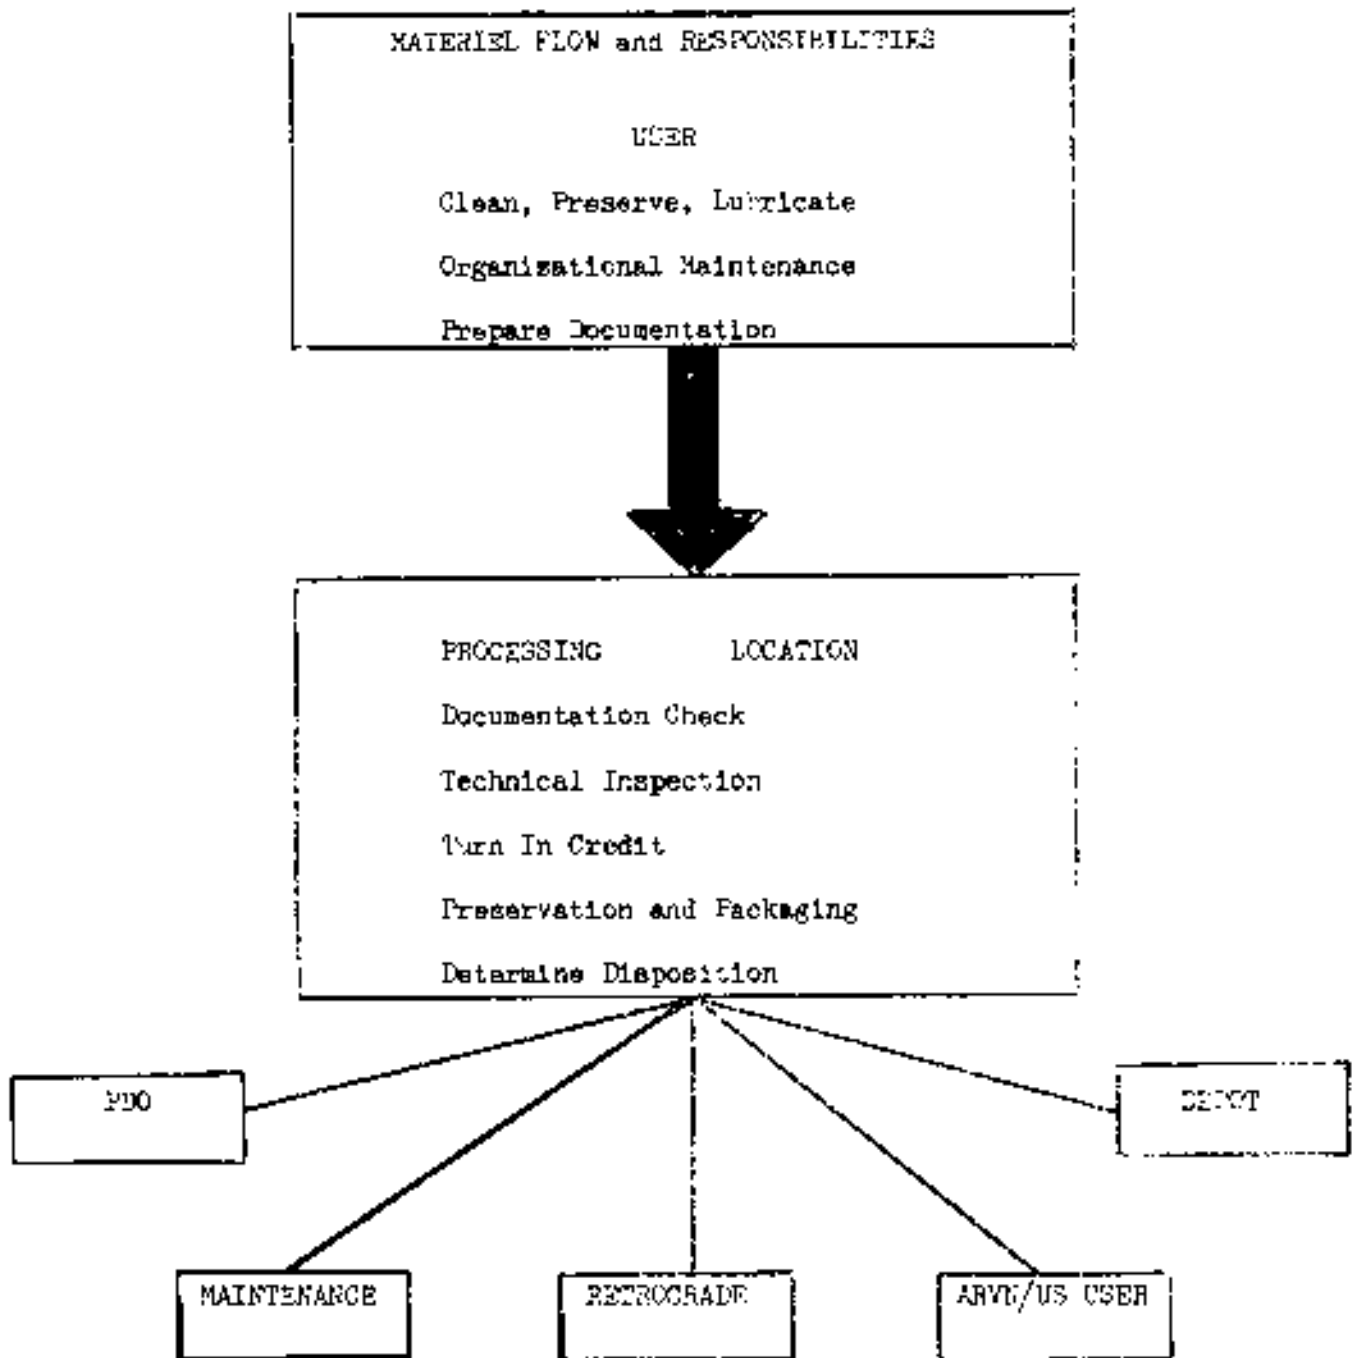 MATERIEL FLOW and RESPONSIBILITIES
USER
Clean, Preserve, Lubricate
Organizational Maintenance
Prepare Documentation
PROCESSING LOCATION
Documentation Check
Technical Inspection
Turn In Credit
Preservation and Packaging
Determine Disposition
PDO
DEPOT
MAINTENANCE
RETROGRADE
ARVN/US USER